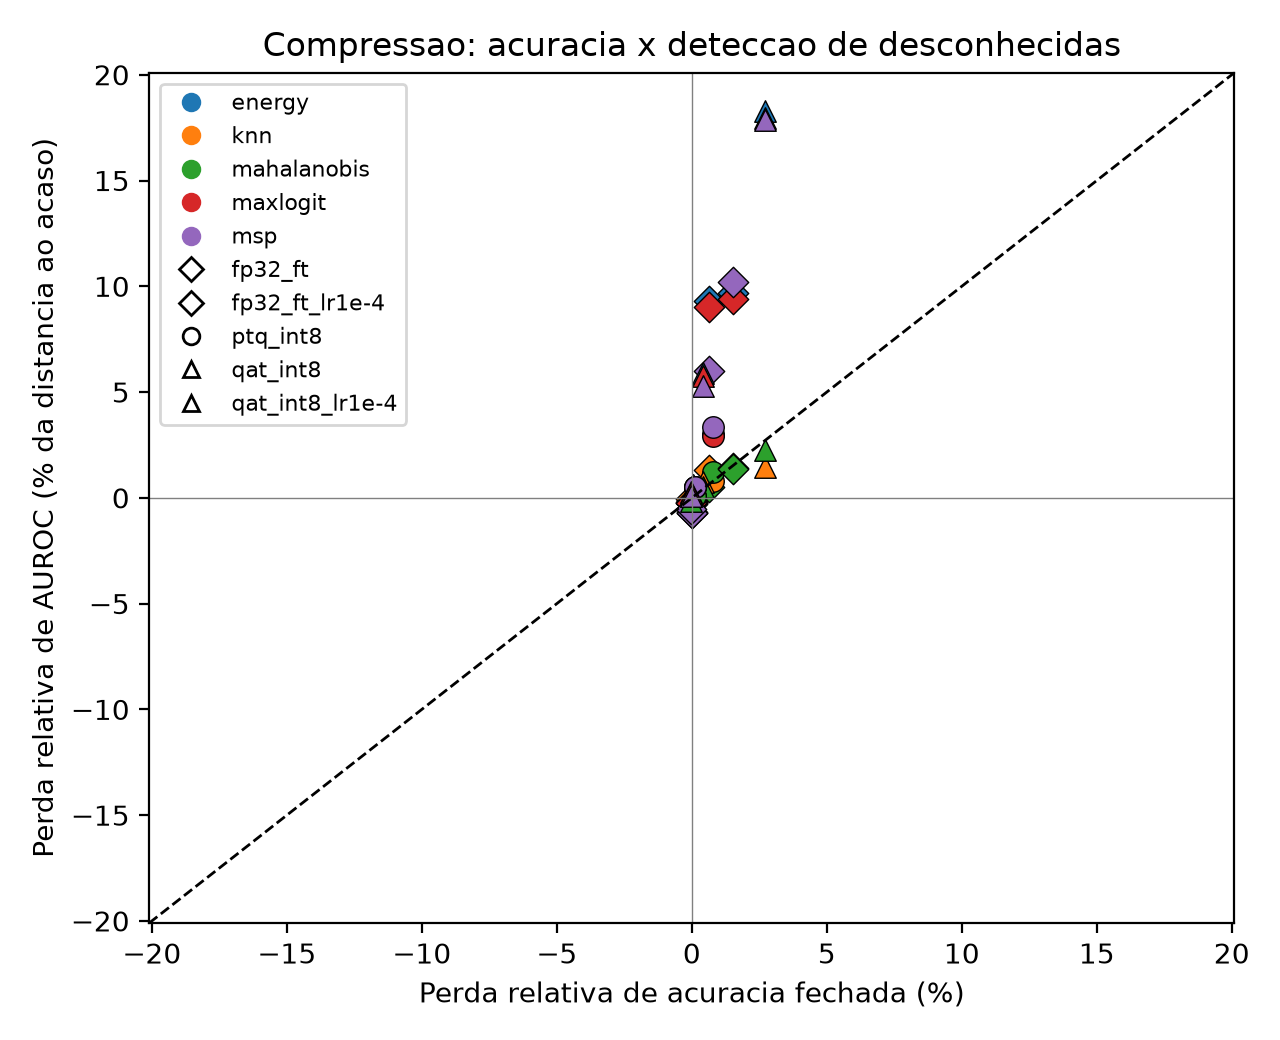 Compressao: acuracia x deteccao de desconhecidas
Perda relativa de AUROC (% da distancia ao acaso)
20
15
10
5
0
−5
−10
−15
−20
energy
knn
mahalanobis
maxlogit
msp
fp32_ft
fp32_ft_lr1e-4
ptq_int8
qat_int8
qat_int8_lr1e-4
−20 −15 −10 −5 0 5 10 15 20
Perda relativa de acuracia fechada (%)